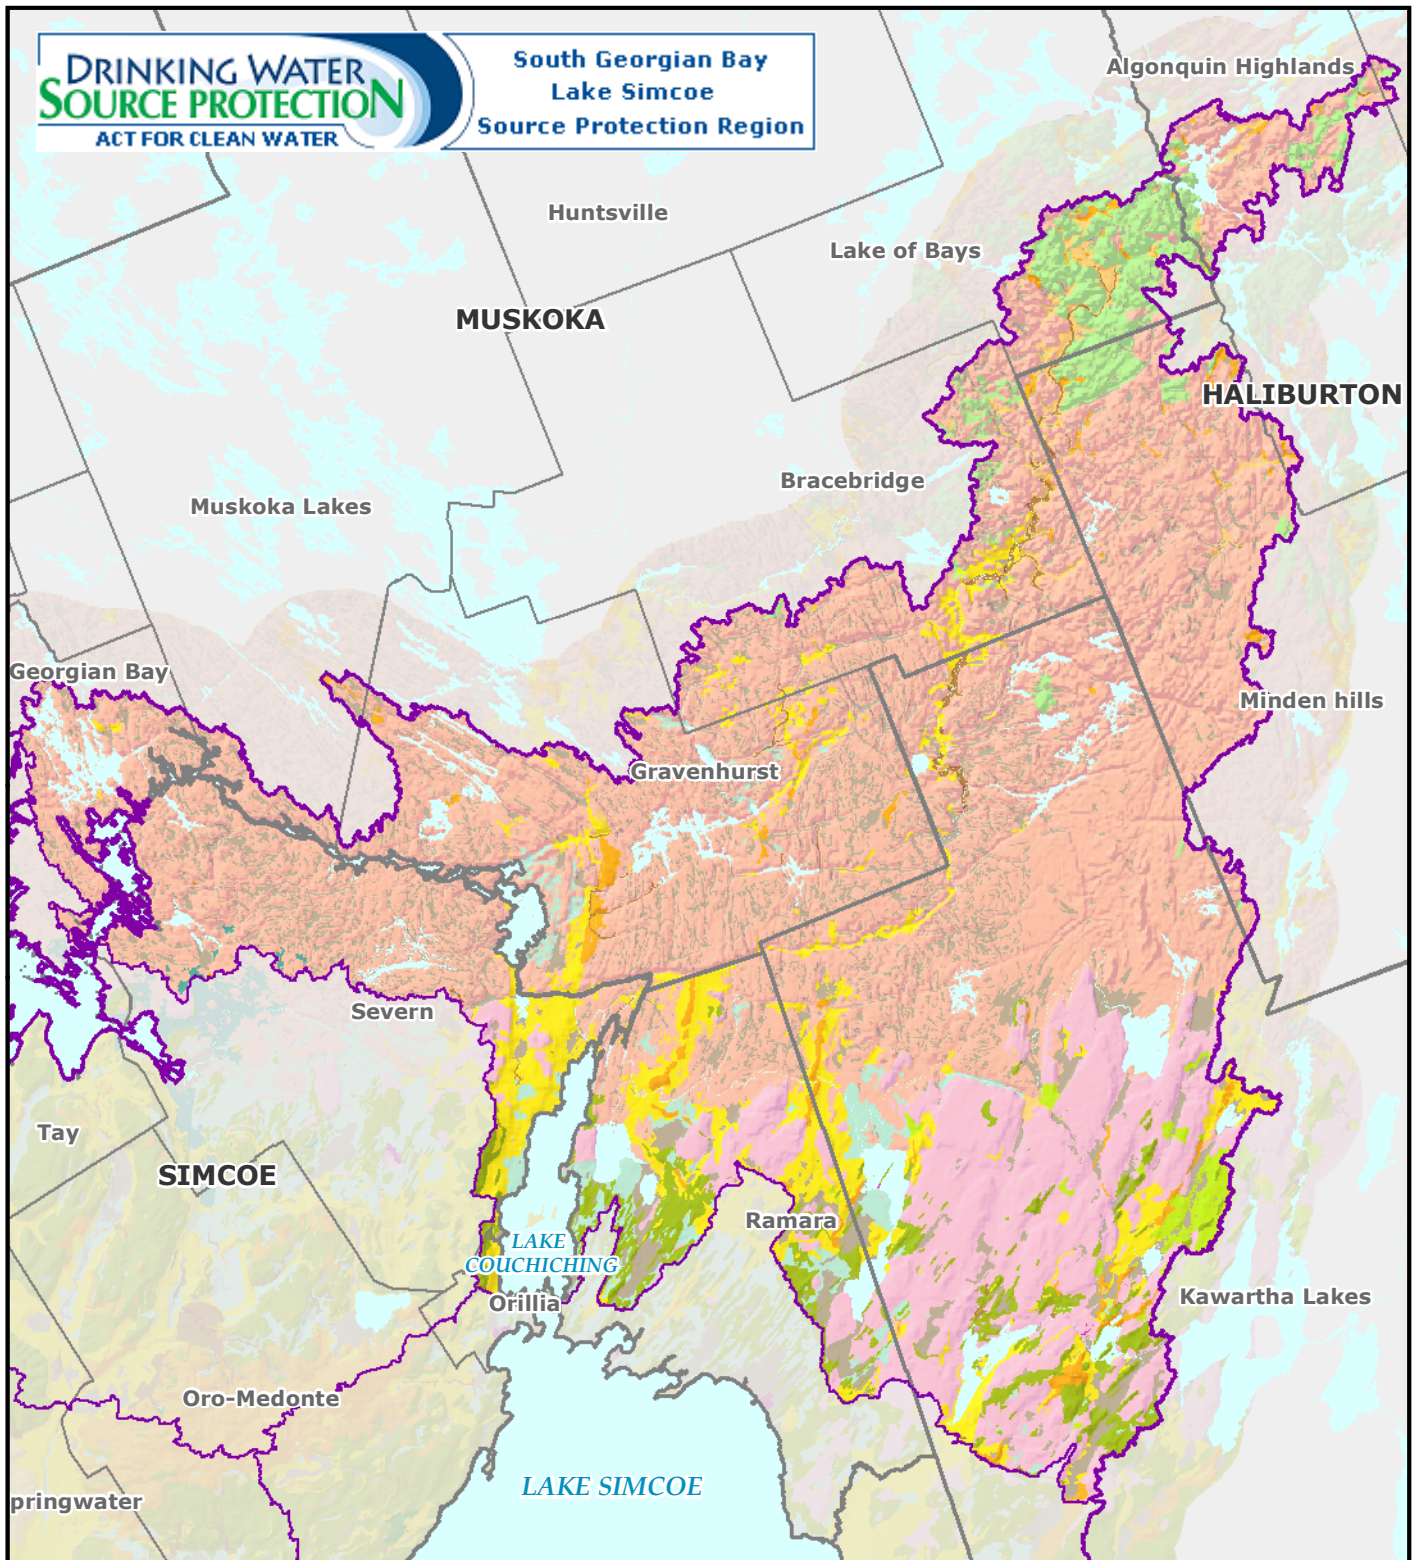 DRINKING WATER
SOURCE PROTECTION
ACT FOR CLEAN WATER
South Georgian Bay
Lake Simcoe
Source Protection Region
Algonquin Highlands
Huntsville
Lake of Bays
MUSKOKA
HALIBURTON
Bracebridge
Muskoka Lakes
Georgian Bay
Minden hills
Gravenhurst
Severn
Tay
SIMCOE
Ramara
LAKE
COUCHICHING
Kawartha Lakes
Orillia
Oro-Medonte
LAKE SIMCOE
pringwater